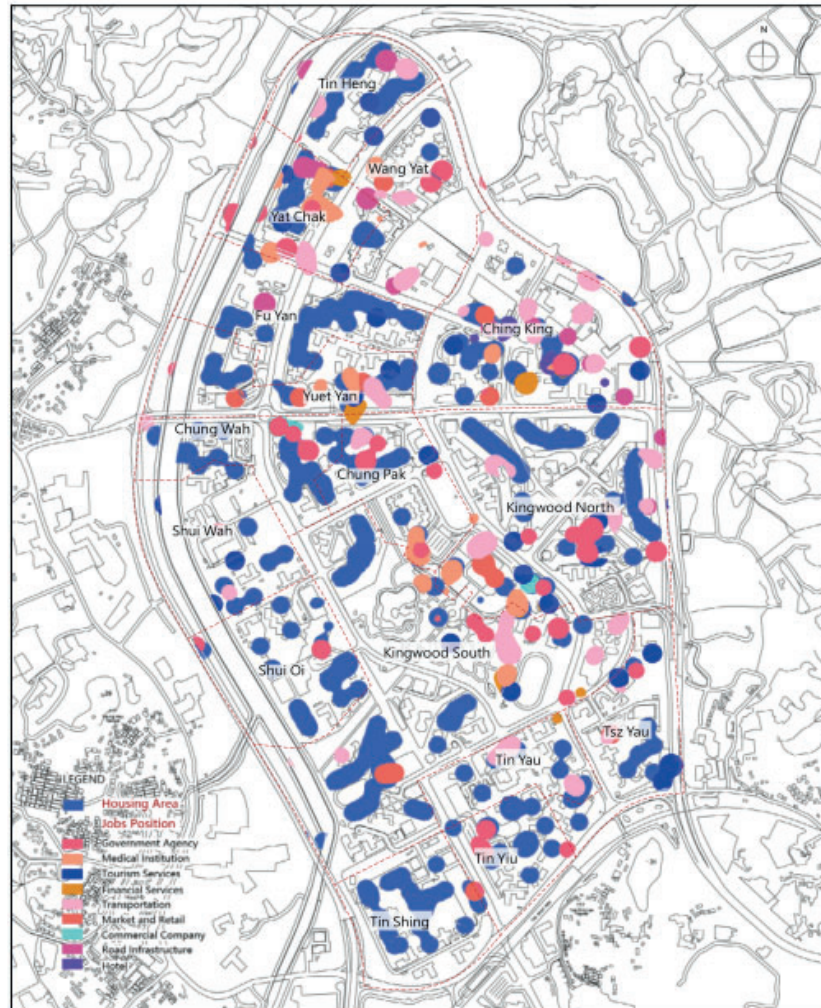 N
Tin Heng
Wang Yat
Yat Chak
Fu Yan
Ching King
Yuet Yan
Chung Wah
Chung Pak
Kingwood North
Shui Wah
Kingwood South
Shui Oi
Tsz Yau
Tin Yau
Tin Yiu
Tin Shing
LEGEND
Housing Area
Jobs Position
Government Agency
Medical Institution
Tourism Services
Financial Services
Transportation
Market and Retail
Commercial Company
Road Infrastructure
Hotel